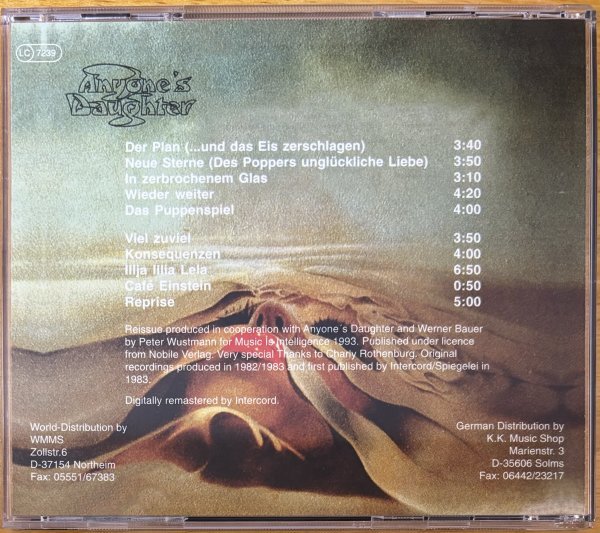 LC 7239
Anyone's
Daughter
Der Plan (...und das Eis zerschlagen) 3:40
Neue Sterne (Des Poppers unglückliche Liebe) 3:50
In zerbrochenem Glas 3:10
Wieder weiter 4:20
Das Puppenspiel 4:00
Viel zuviel 3:50
Konsequenzen 4:00
Illja Illia Lela 6:50
Café Einstein 0:50
Reprise 5:00
Reissue produced in cooperation with Anyone´s Daughter and Werner Bauer
by Peter Wustmann for Music Is Intelligence 1993. Published under licence
from Nobile Verlag. Very special Thanks to Charly Rothenburg. Original
recordings produced in 1982/1983 and first published by Intercord/Spiegelei in
1983.
Digitally remastered by Intercord.
World-Distribution by
WMMS
Zollstr.6
D-37154 Northeim
Fax: 05551/67383
German Distribution by
K.K. Music Shop
Marienstr. 3
D-35606 Solms
Fax: 06442/23217